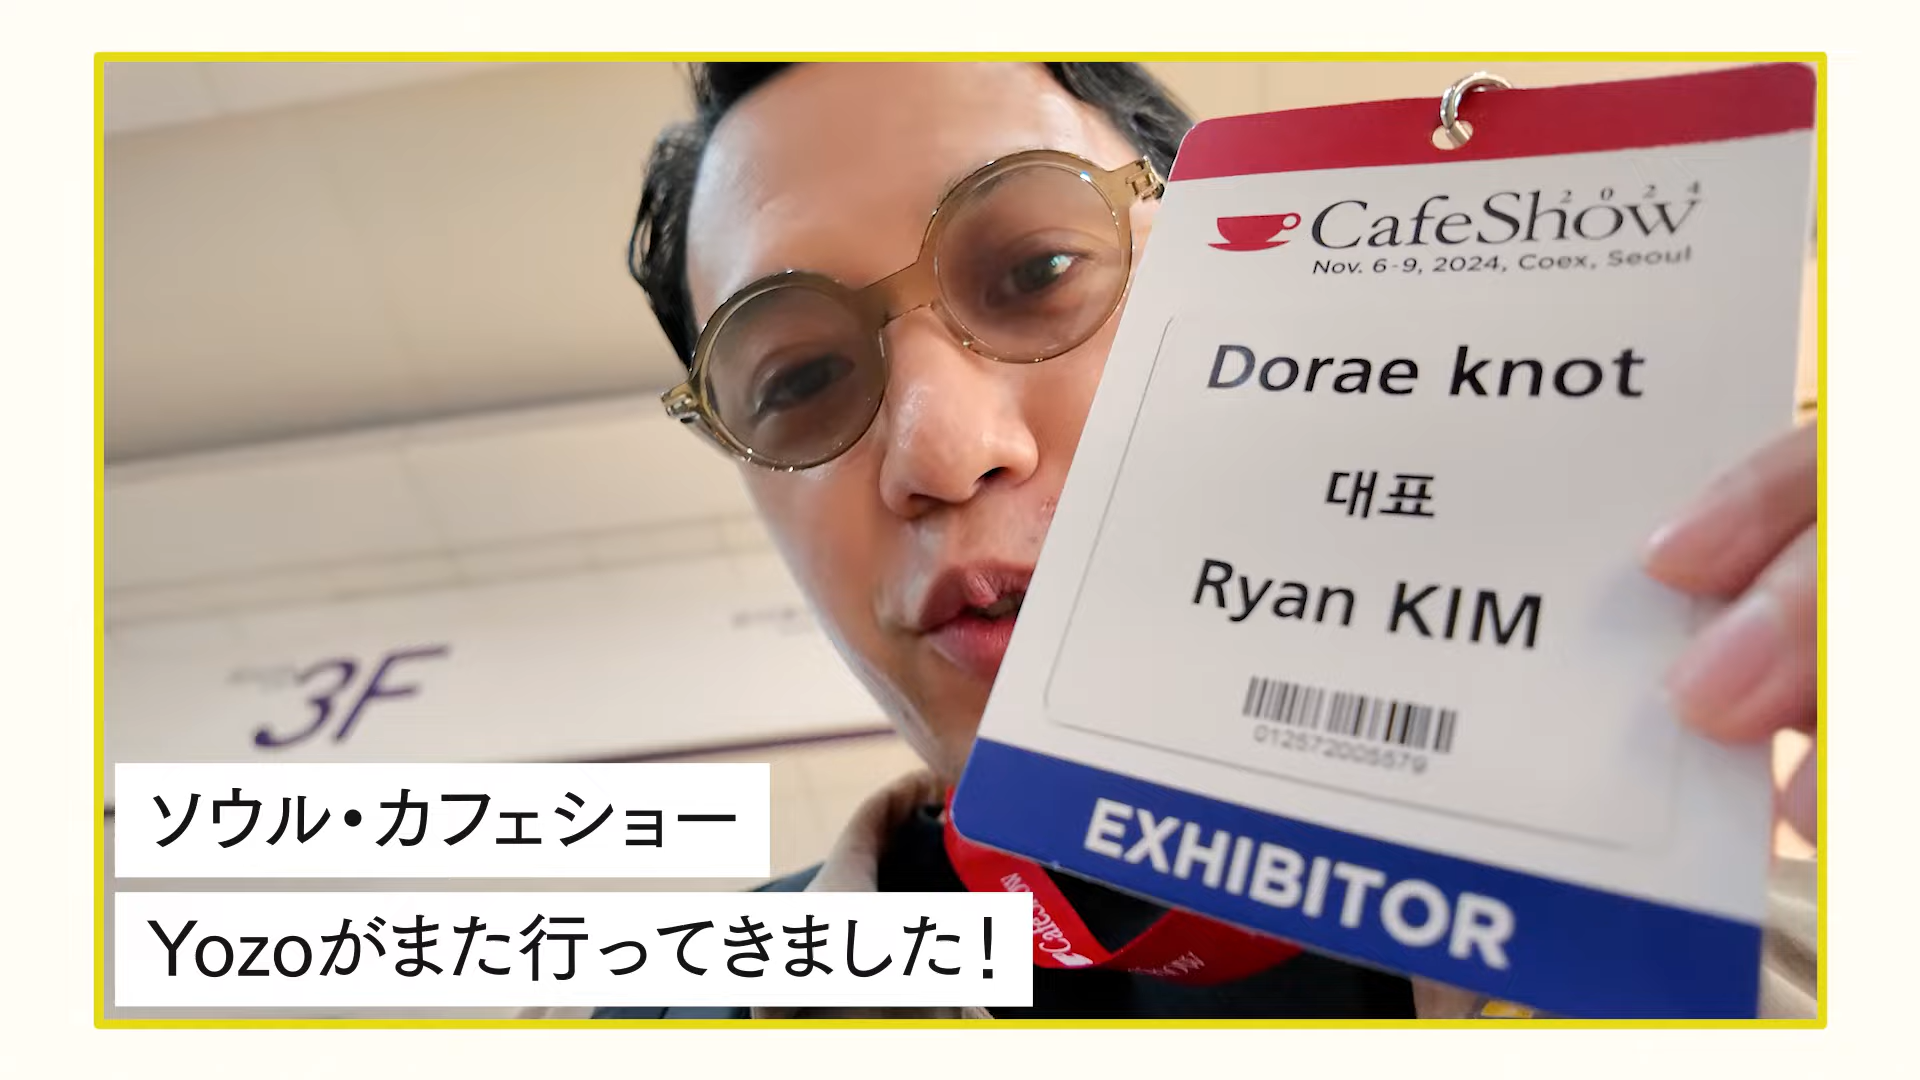 CafeShow 2024
Nov. 6-9, 2024, Coex, Seoul
Dorae knot
대표
Ryan KIM
012572005579
EXHIBITOR
3F
ソウル・カフェショー
Yozoがまた行ってきました!